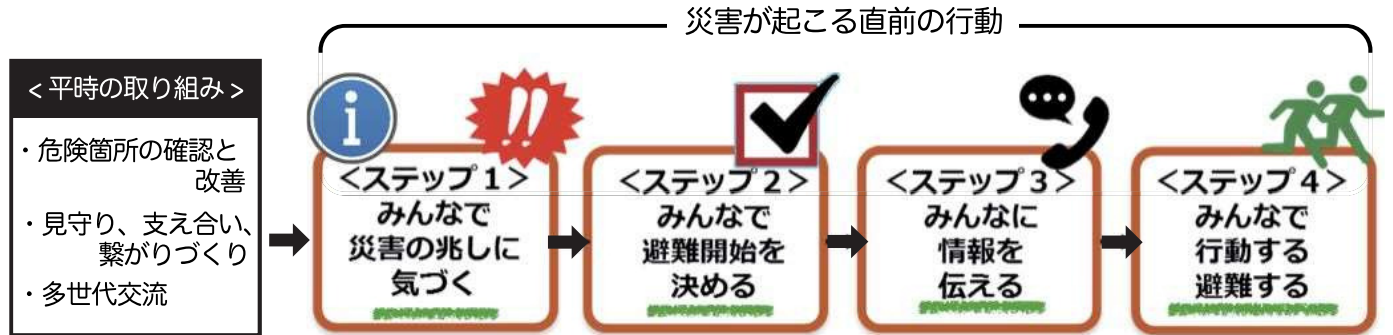 災害が起こる直前の行動
<平時の取り組み>
・危険箇所の確認と
改善
・見守り、支え合い、
繋がりづくり
・多世代交流
i
!!
<ステップ1>
みんなで
災害の兆しに
気づく
<ステップ2>
みんなで
避難開始を
決める
<ステップ3>
みんなに
情報を
伝える
<ステップ4>
みんなで
行動する
避難する